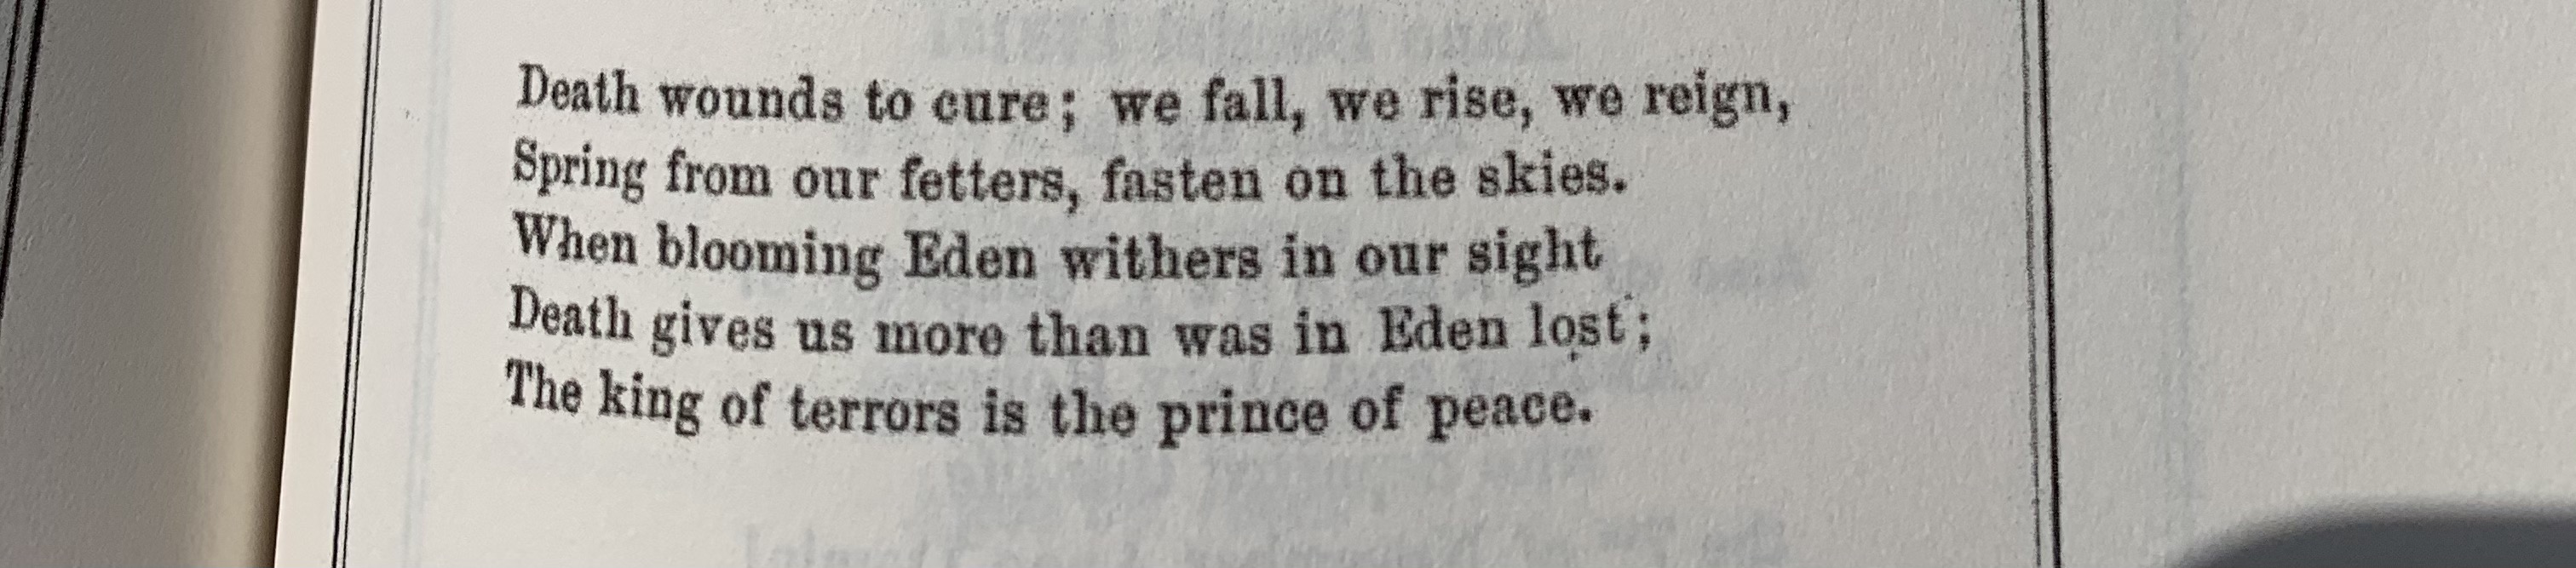 Death wounds to cure; we fall, we rise, we reign,
Spring from our fetters, fasten on the skies.
When blooming Eden withers in our sight
Death gives us more than was in Eden lost;
The king of terrors is the prince of peace.